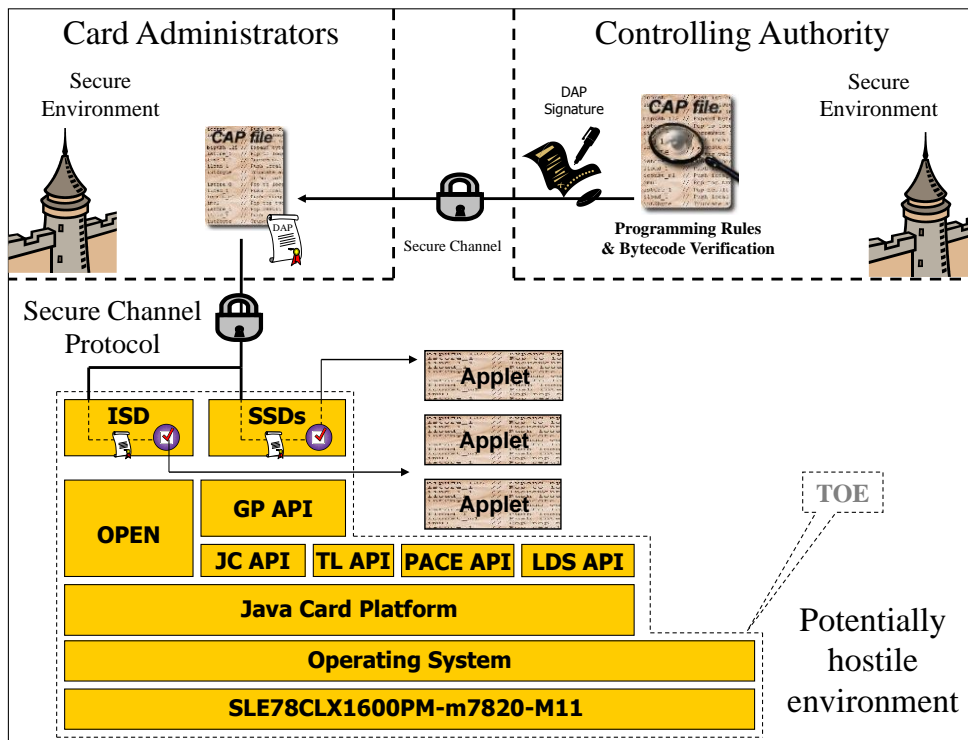 Card Administrators
Controlling Authority
Secure
Environment
DAP
Signature
Secure
Environment
CAP file
CAP file
DAP
Secure Channel
Programming Rules
& Bytecode Verification
Secure Channel
Protocol
Applet
ISD
SSDs
Applet
Applet
TOE
OPEN
GP API
JC API
TL API
PACE API
LDS API
Java Card Platform
Potentially
hostile
environment
Operating System
SLE78CLX1600PM-m7820-M11